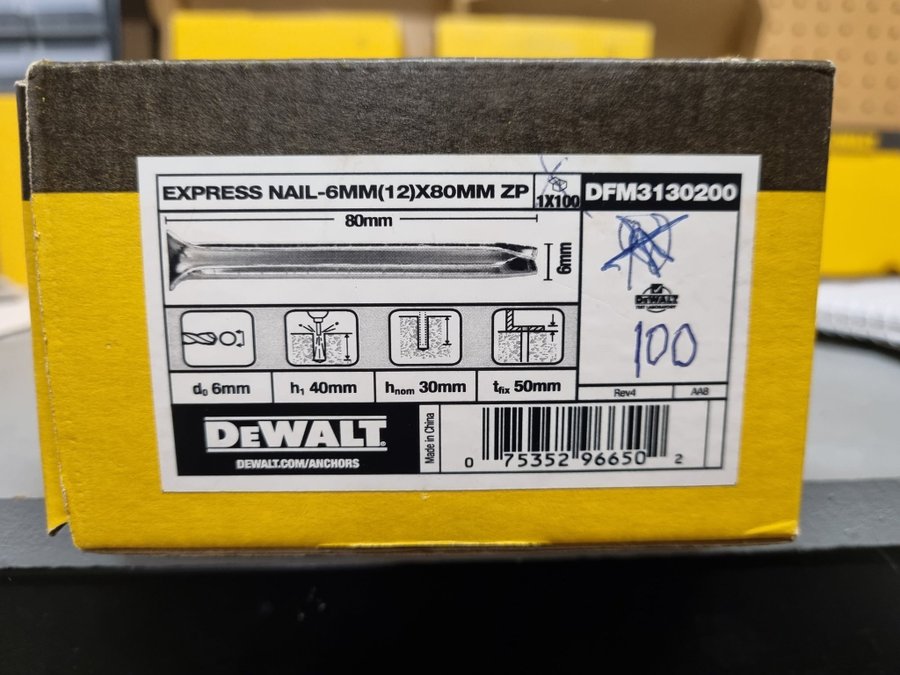 EXPRESS NAIL-6MM(12)X80MM ZP
1X100
DFM3130200
80mm
6mm
DEWALT
100
d₀ 6mm
h₁ 40mm
hnom 30mm
tfix 50mm
Rev4
AA8
DEWALT®
DEWALT.COM/ANCHORS
Made in China
0 75352 96650 2